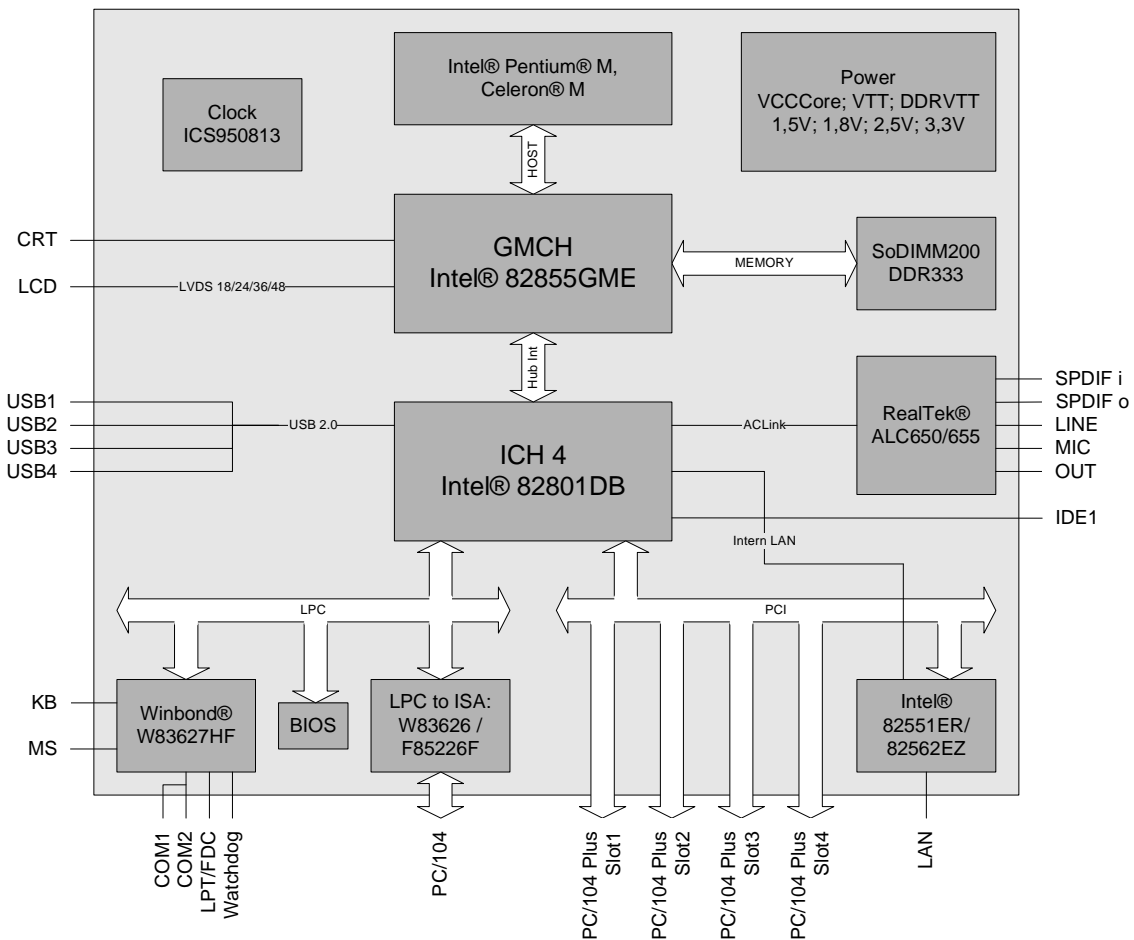 Intel® Pentium® M,
Celeron® M
Power
VCCCore; VTT; DDRVTT
1,5V; 1,8V; 2,5V; 3,3V
Clock
ICS950813
HOST
CRT
LCD
LVDS 18/24/36/48
GMCH
Intel® 82855GME
MEMORY
SoDIMM200
DDR333
Hub Int
USB1
USB2
USB3
USB4
USB 2.0
ICH 4
Intel® 82801DB
ACLink
RealTek®
ALC650/655
SPDIF i
SPDIF o
LINE
MIC
OUT
IDE1
Intern LAN
LPC
PCI
KB
MS
Winbond®
W83627HF
BIOS
LPC to ISA:
W83626 /
F85226F
Intel®
82551ER/
82562EZ
COM1
COM2
LPT/FDC
Watchdog
PC/104
PC/104 Plus
Slot1
PC/104 Plus
Slot2
PC/104 Plus
Slot3
PC/104 Plus
Slot4
LAN